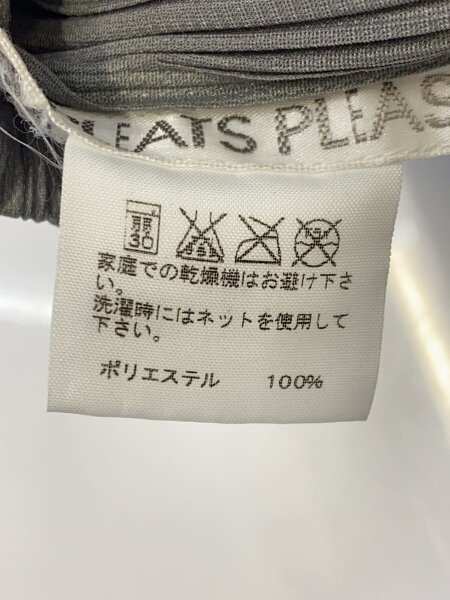 PLEATS PLEAS
弱
30
家庭での乾燥機はお避け下さ
い。
洗濯時にはネットを使用して
下さい。
ポリエステル 100%